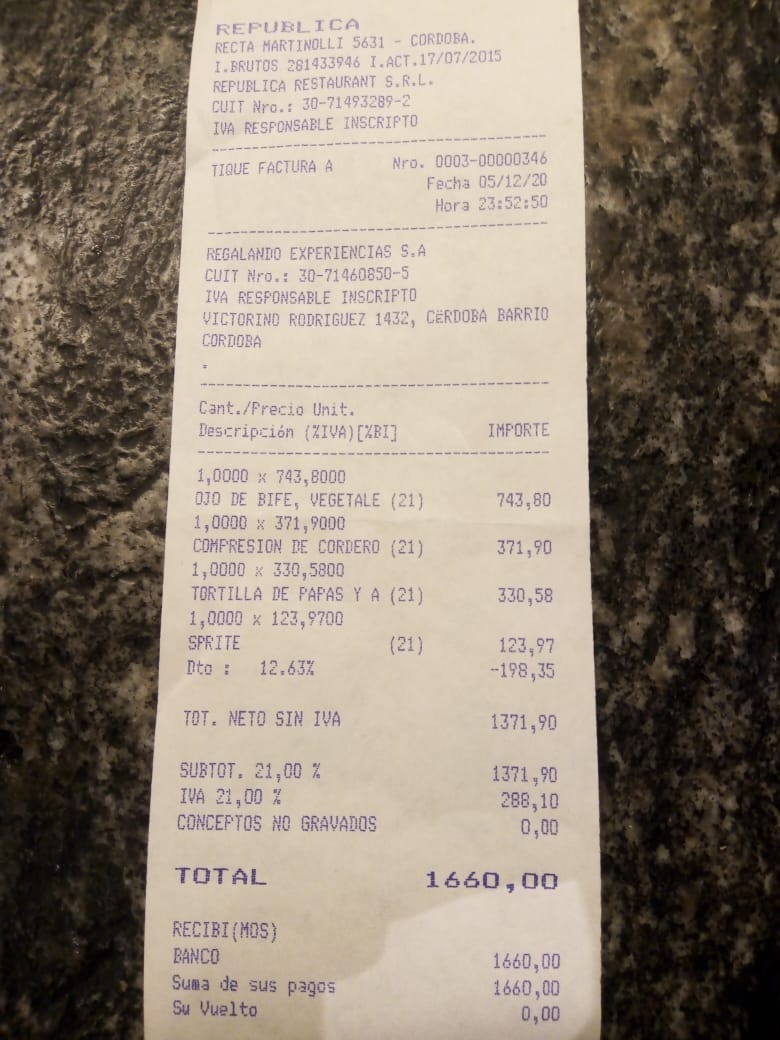 REPUBLICA
RECTA MARTINOLLI 5631 - CORDOBA.
I.BRUTOS 281433946 I.ACT.17/07/2015
REPUBLICA RESTAURANT S.R.L.
CUIT Nro.: 30-71493289-2
IVA RESPONSABLE INSCRIPTO
TIQUE FACTURA A Nro. 0003-00000346
Fecha 05/12/20
Hora 23:52:50
REGALANDO EXPERIENCIAS S.A
CUIT Nro.: 30-71460850-5
IVA RESPONSABLE INSCRIPTO
VICTORINO RODRIGUEZ 1432, CËRDOBA BARRIO
CORDOBA
.
Cant./Precio Unit.
Descripción (%IVA)[%BI] IMPORTE
1,0000 x 743,8000
OJO DE BIFE, VEGETALE (21) 743,80
1,0000 x 371,9000
COMPRESION DE CORDERO (21) 371,90
1,0000 x 330,5800
TORTILLA DE PAPAS Y A (21) 330,58
1,0000 x 123,9700
SPRITE (21) 123,97
Dto : 12.63% -198,35
TOT. NETO SIN IVA 1371,90
SUBTOT. 21,00 % 1371,90
IVA 21,00 % 288,10
CONCEPTOS NO GRAVADOS 0,00
TOTAL 1660,00
RECIBI(MOS)
BANCO 1660,00
Suma de sus pagos 1660,00
Su Vuelto 0,00